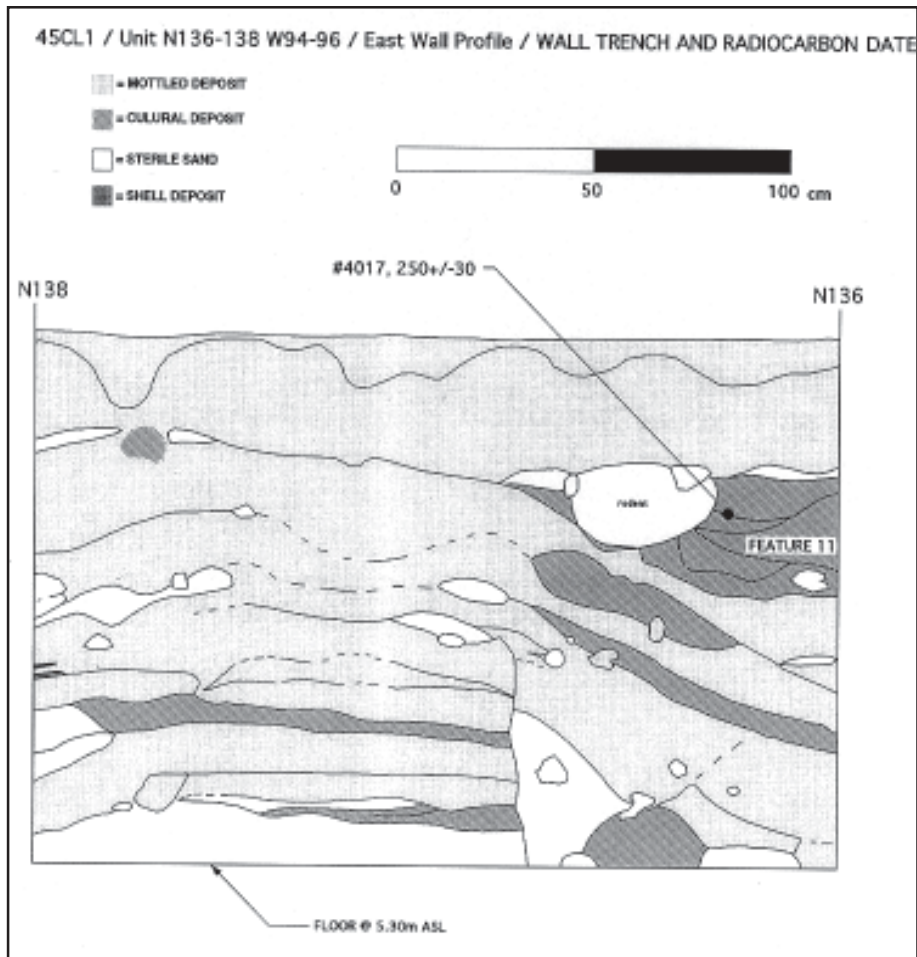 45CL1 / Unit N136-138 W94-96 / East Wall Profile / WALL TRENCH AND RADIOCARBON DATE
= MOTTLED DEPOSIT
= CULURAL DEPOSIT
= STERILE SAND
= SHELL DEPOSIT
0 50 100 cm
#4017, 250+/-30
N138 N136
rodent
FEATURE 11
FLOOR @ 5.30m ASL